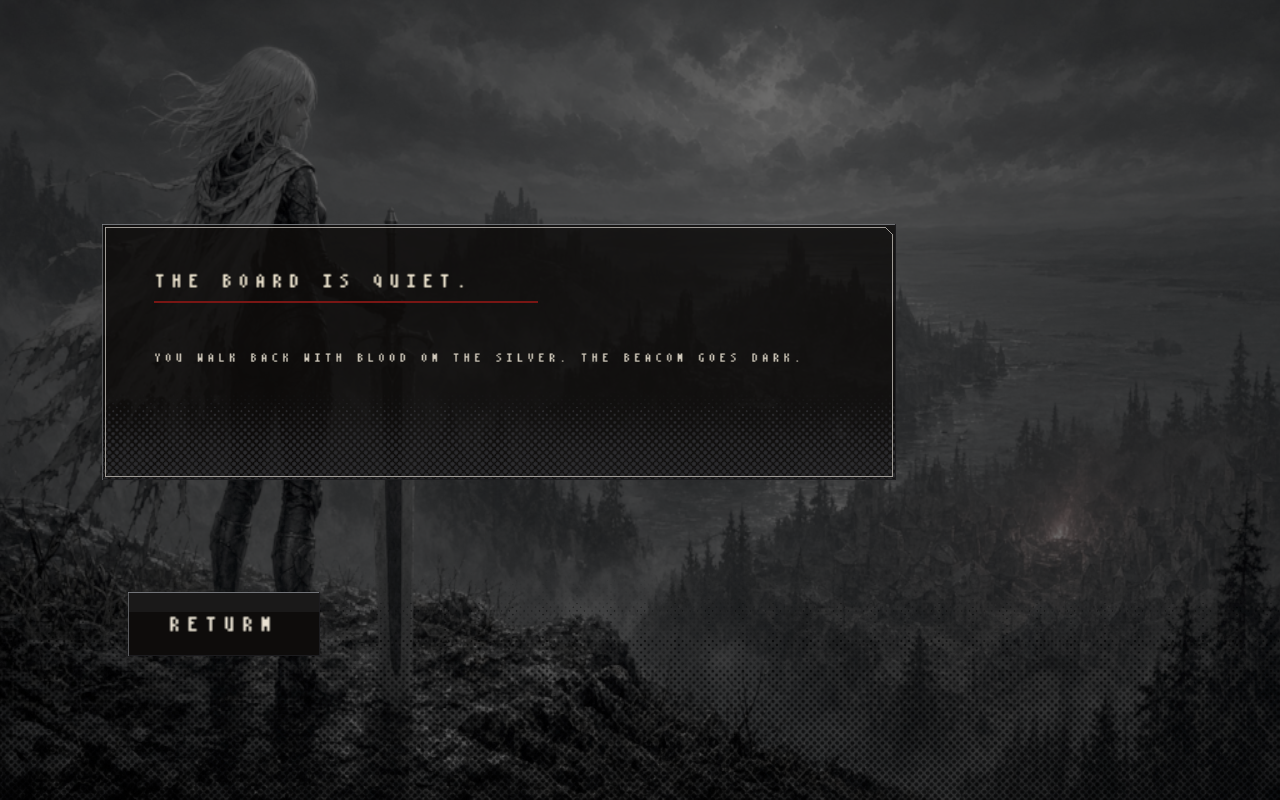 THE BOARD IS QUIET.
YOU WALK BACK WITH BLOOD ON THE SILVER. THE BEACON GOES DARK.
RETURN